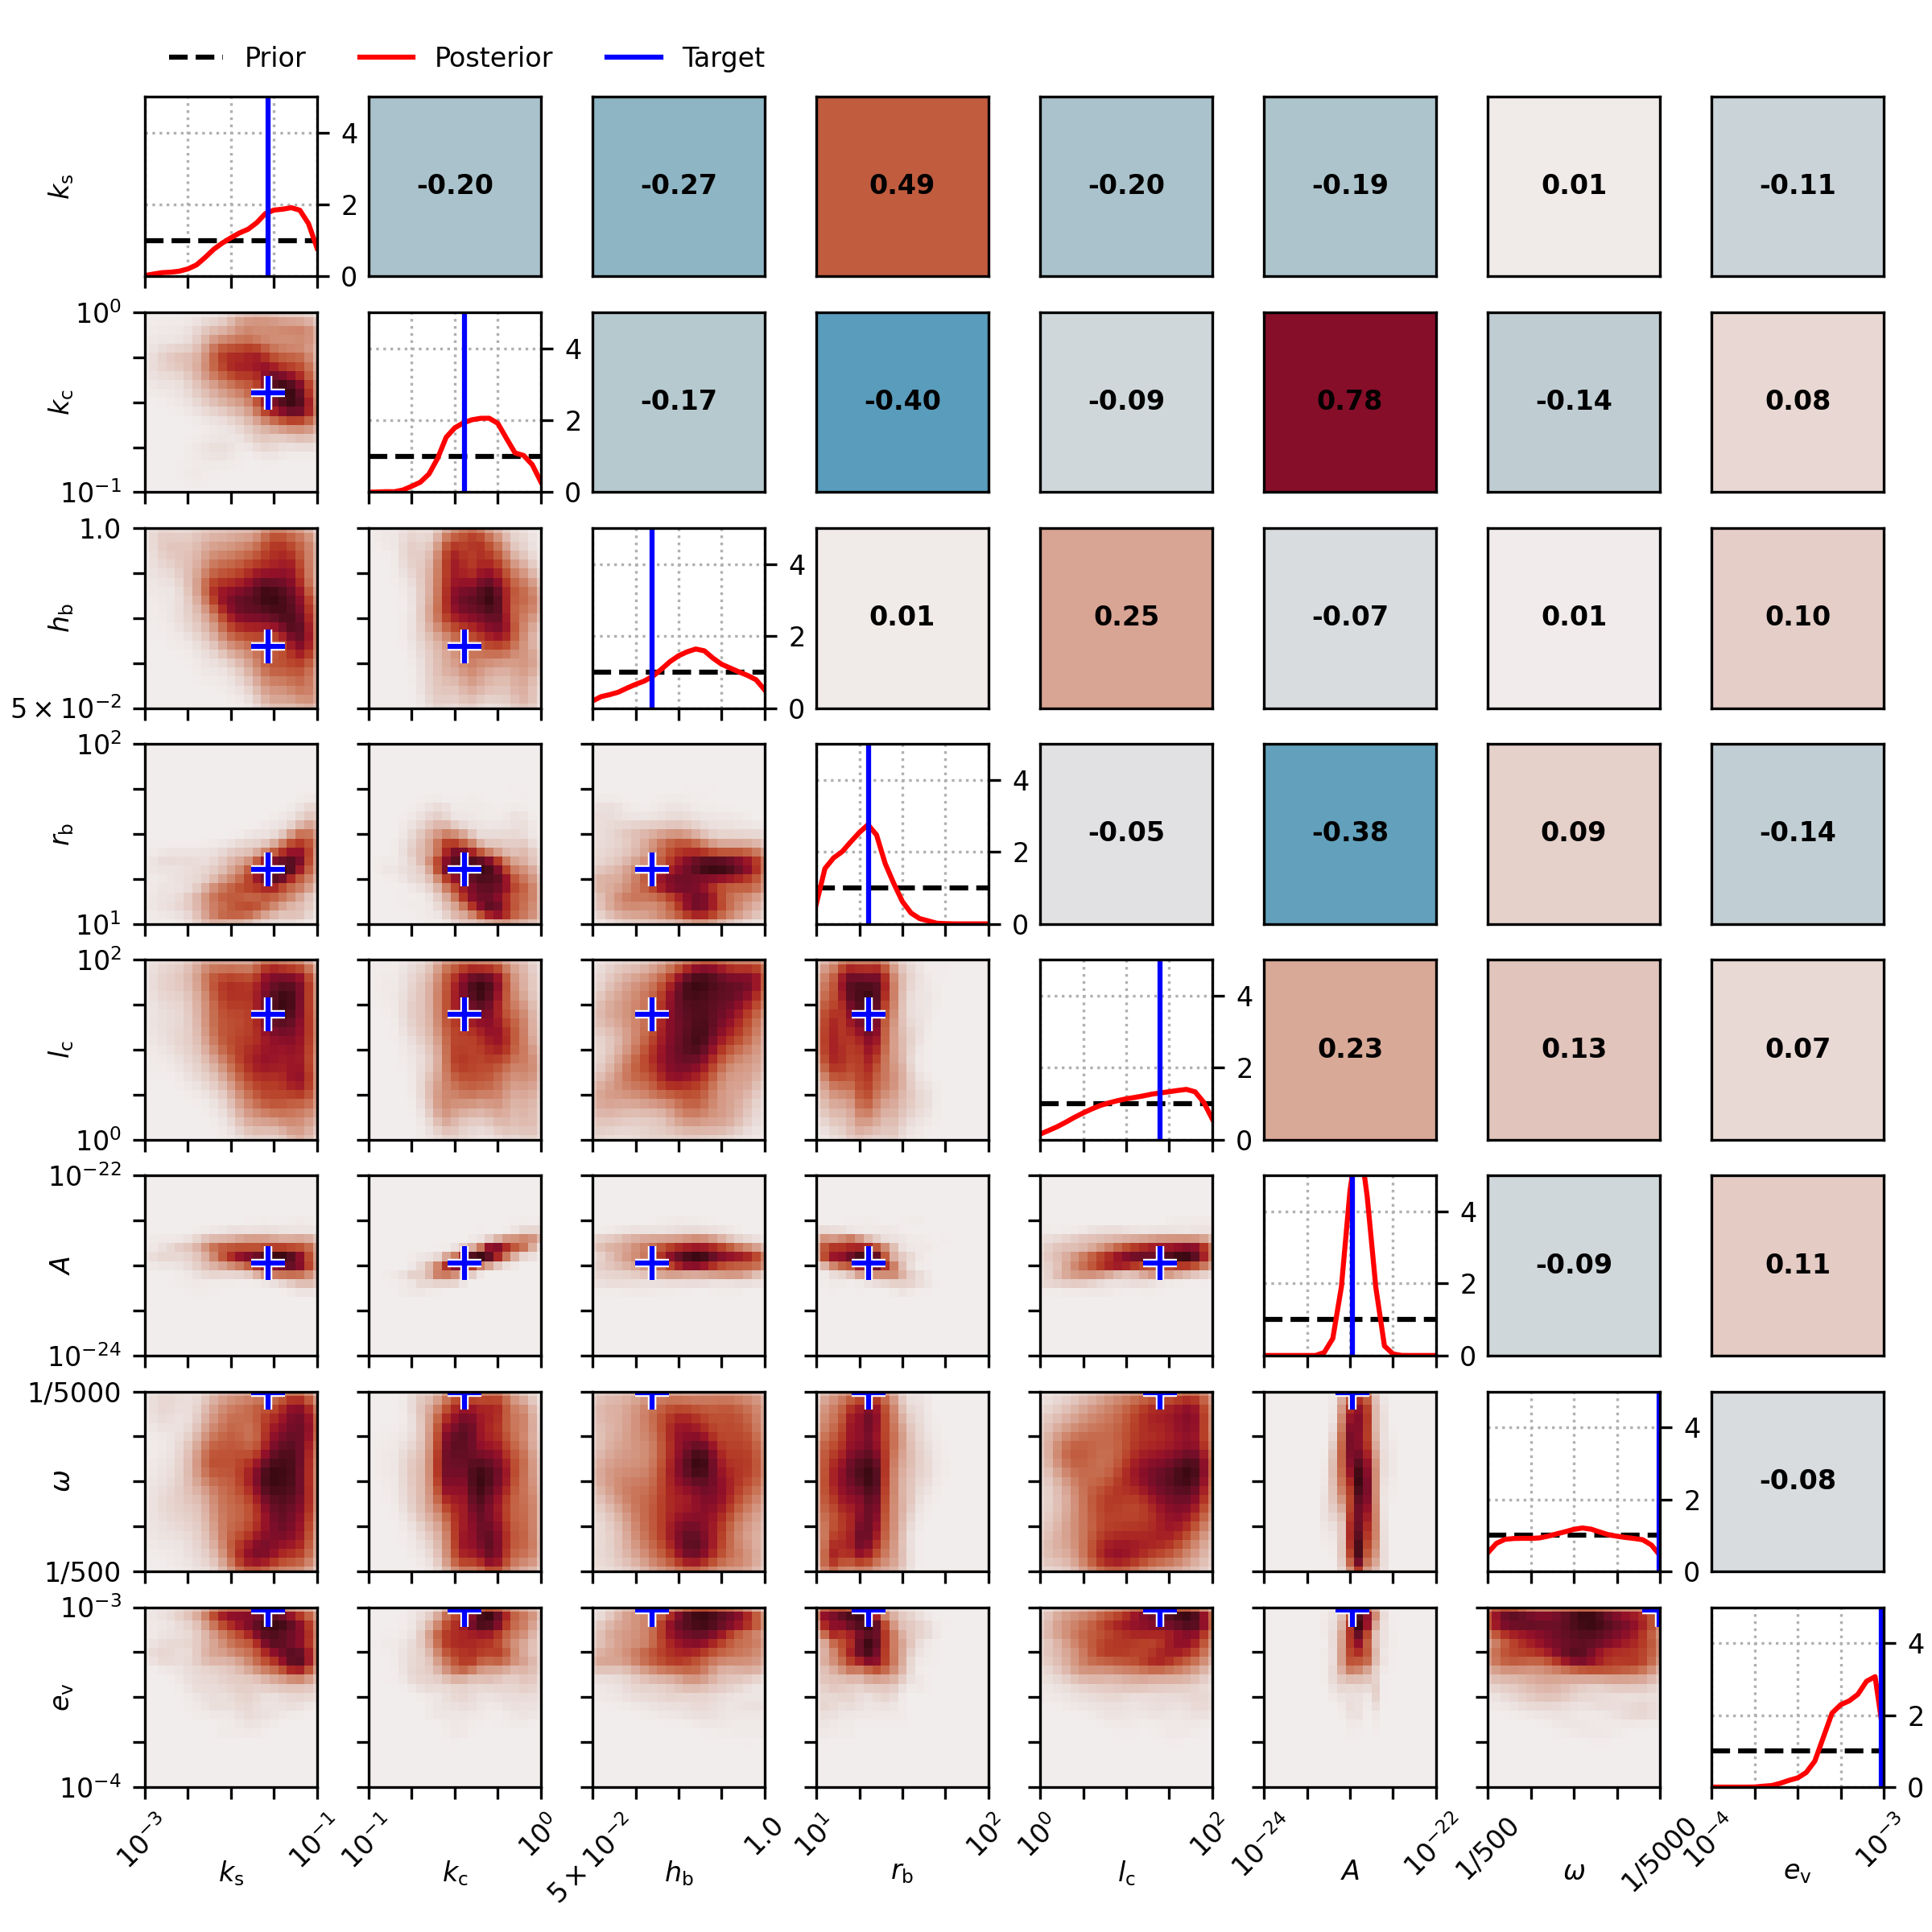 Prior Posterior Target
4
2
0
k_s
-0.20 -0.27 0.49 -0.20 -0.19 0.01 -0.11
10^0
k_c
10^{-1}
4
2
0
-0.17 -0.40 -0.09 0.78 -0.14 0.08
1.0
h_b
5 × 10^{-2}
4
2
0
0.01 0.25 -0.07 0.01 0.10
10^2
r_b
10^1
4
2
0
-0.05 -0.38 0.09 -0.14
10^2
l_c
10^0
4
2
0
0.23 0.13 0.07
10^{-22}
A
10^{-24}
4
2
0
-0.09 0.11
1/5000
ω
1/500
4
2
0
-0.08
10^{-3}
e_v
10^{-4}
4
2
0
10^{-3} 10^{-1} 10^{-1} 10^0 5 × 10^{-2} 1.0 10^1 10^2 10^0 10^2 10^{-24} 10^{-22} 1/500 1/5000 10^{-4} 10^{-3}
k_s k_c h_b r_b l_c A ω e_v